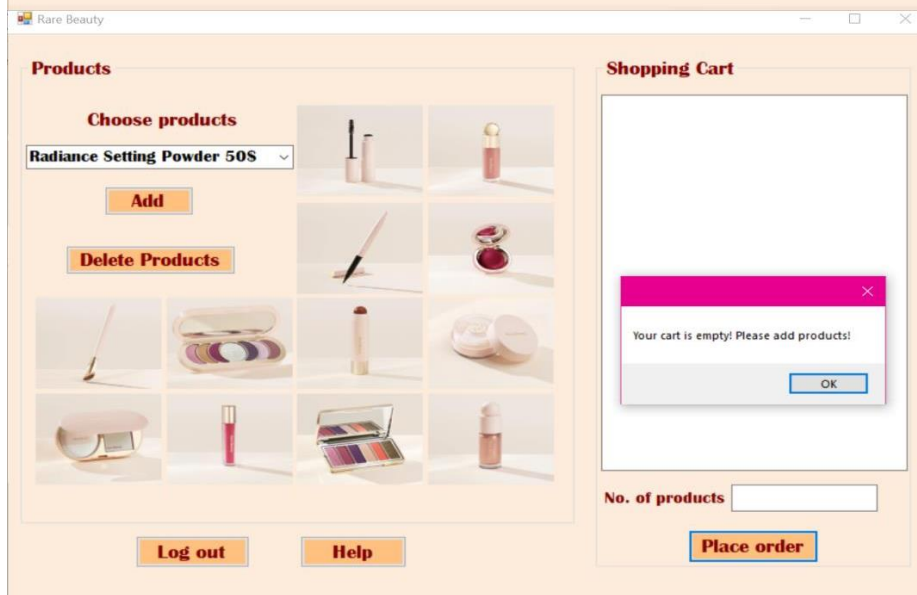 Rare Beauty
Products
Choose products
Radiance Setting Powder 50$
Add
Delete Products
Log out
Help
Shopping Cart
Your cart is empty! Please add products!
OK
No. of products
Place order